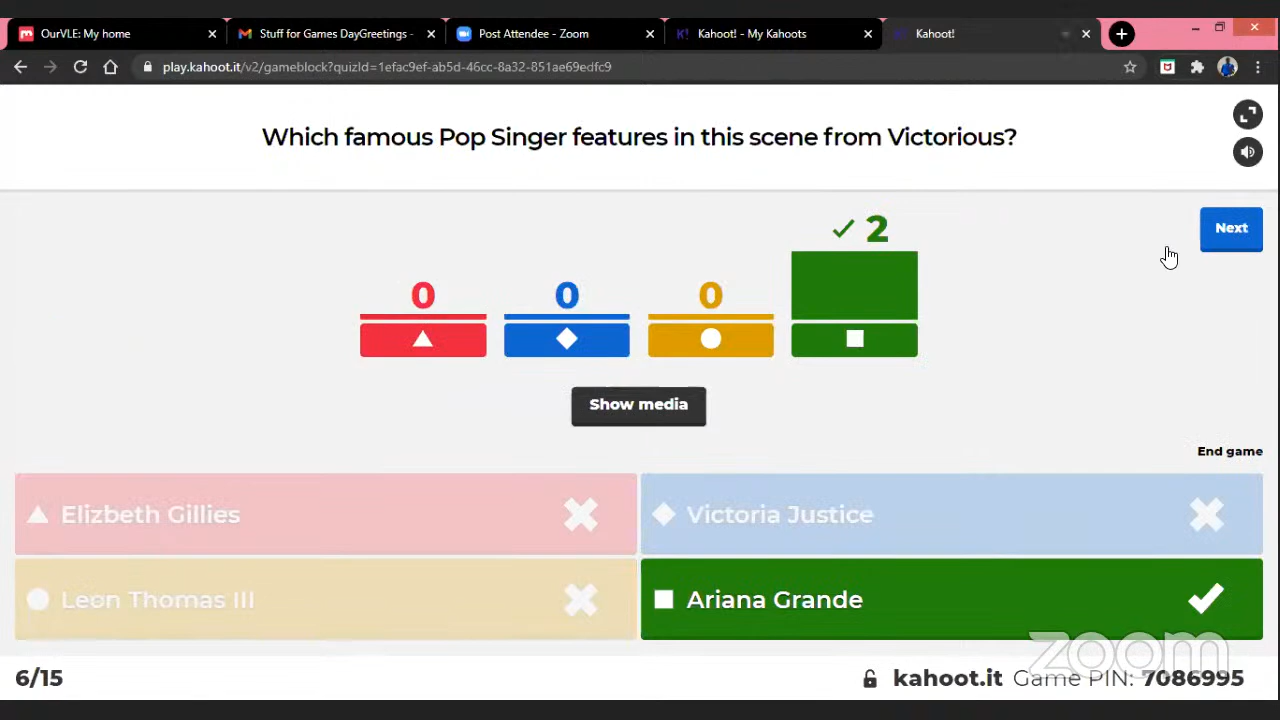 OurVLE: My home
Stuff for Games DayGreetings -
Post Attendee - Zoom
Kahoot! - My Kahoots
Kahoot!
play.kahoot.it/v2/gameblock?quizId=1efac9ef-ab5d-46cc-8a32-851ae69edfc9
Which famous Pop Singer features in this scene from Victorious?
Next
0
0
0
2
Show media
End game
Elizbeth Gillies
Victoria Justice
Leon Thomas III
Ariana Grande
zoom
6/15
kahoot.it Game PIN: 7086995